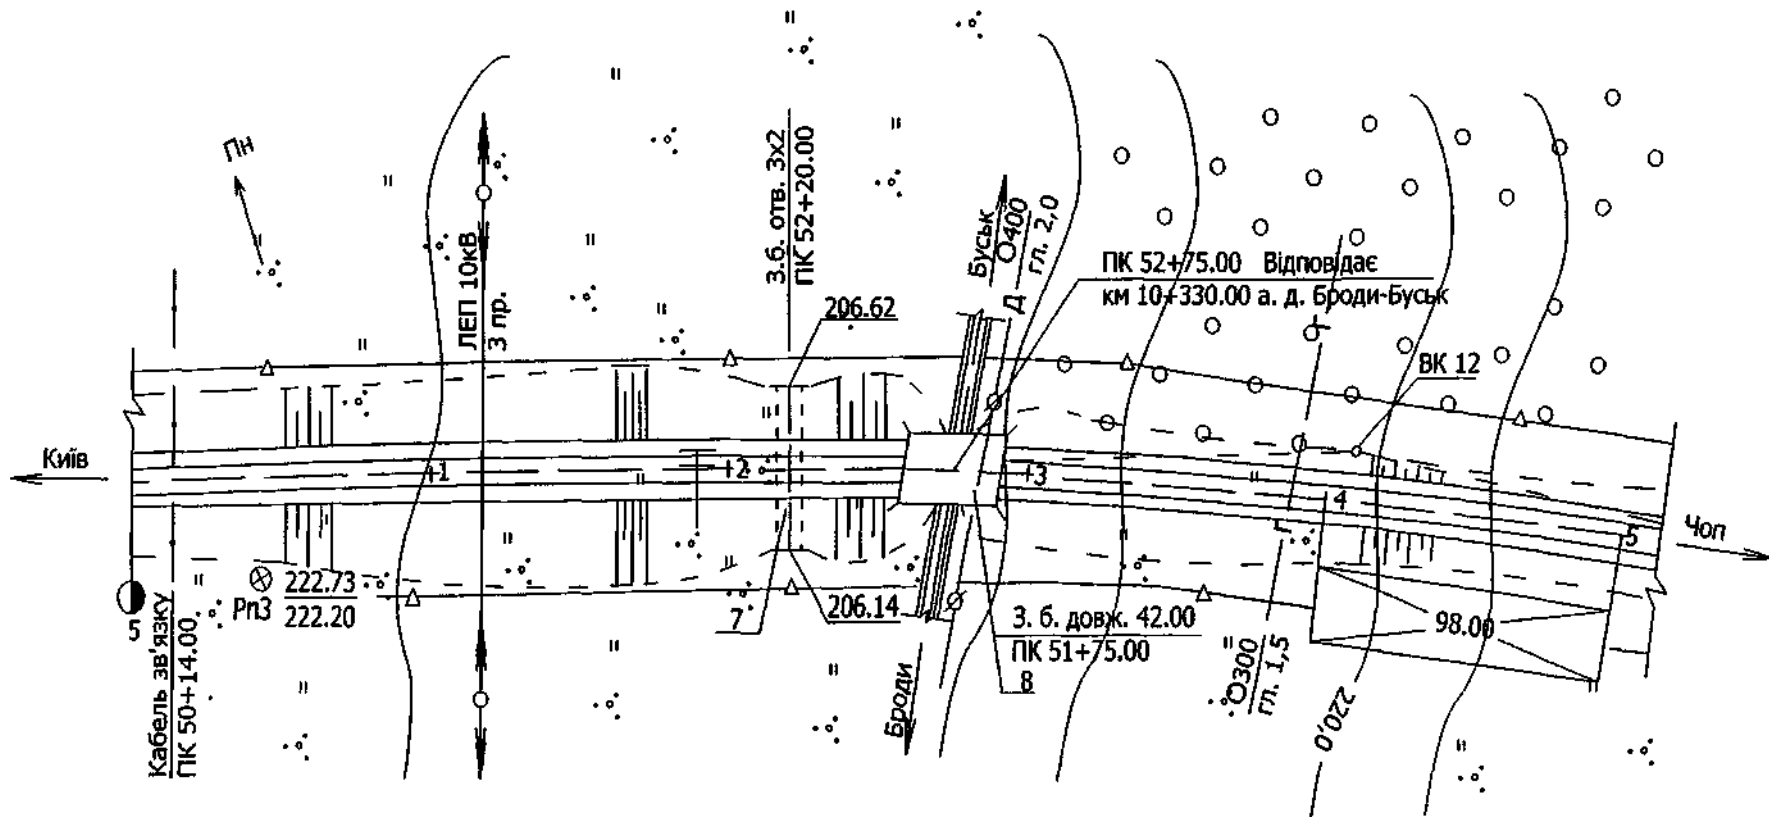 Пн
ЛЕП 10кВ
3 пр.
З.б. отв. 3х2
ПК 52+20.00
206.62
Буськ
400
гл. 2,0
Д
ПК 52+75.00 Відповідає
км 10+330.00 а. д. Броди-Буськ
ВК 12
Київ
+1
+2
+3
4
5
Чоп
5
Кабель зв'язку
ПК 50+14.00
Рп3
222.73
222.20
7
206.14
Броди
З. б. довж. 42.00
ПК 51+75.00
8
Г
Г
300
гл. 1,5
98.00
220,0